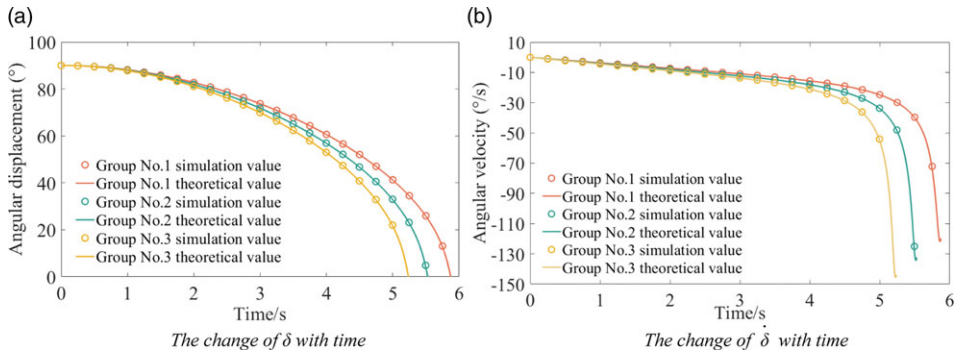 (a)
Angular displacement (°)
100
80
60
40
20
0
Group No.1 simulation value
Group No.1 theoretical value
Group No.2 simulation value
Group No.2 theoretical value
Group No.3 simulation value
Group No.3 theoretical value
0 1 2 3 4 5 6
Time/s
The change of δ with time
(b)
Angular velocity (°/s)
10
-10
-30
-50
-70
-90
-110
-130
-150
Group No.1 simulation value
Group No.1 theoretical value
Group No.2 simulation value
Group No.2 theoretical value
Group No.3 simulation value
Group No.3 theoretical value
0 1 2 3 4 5 6
Time/s
The change of δ̇ with time